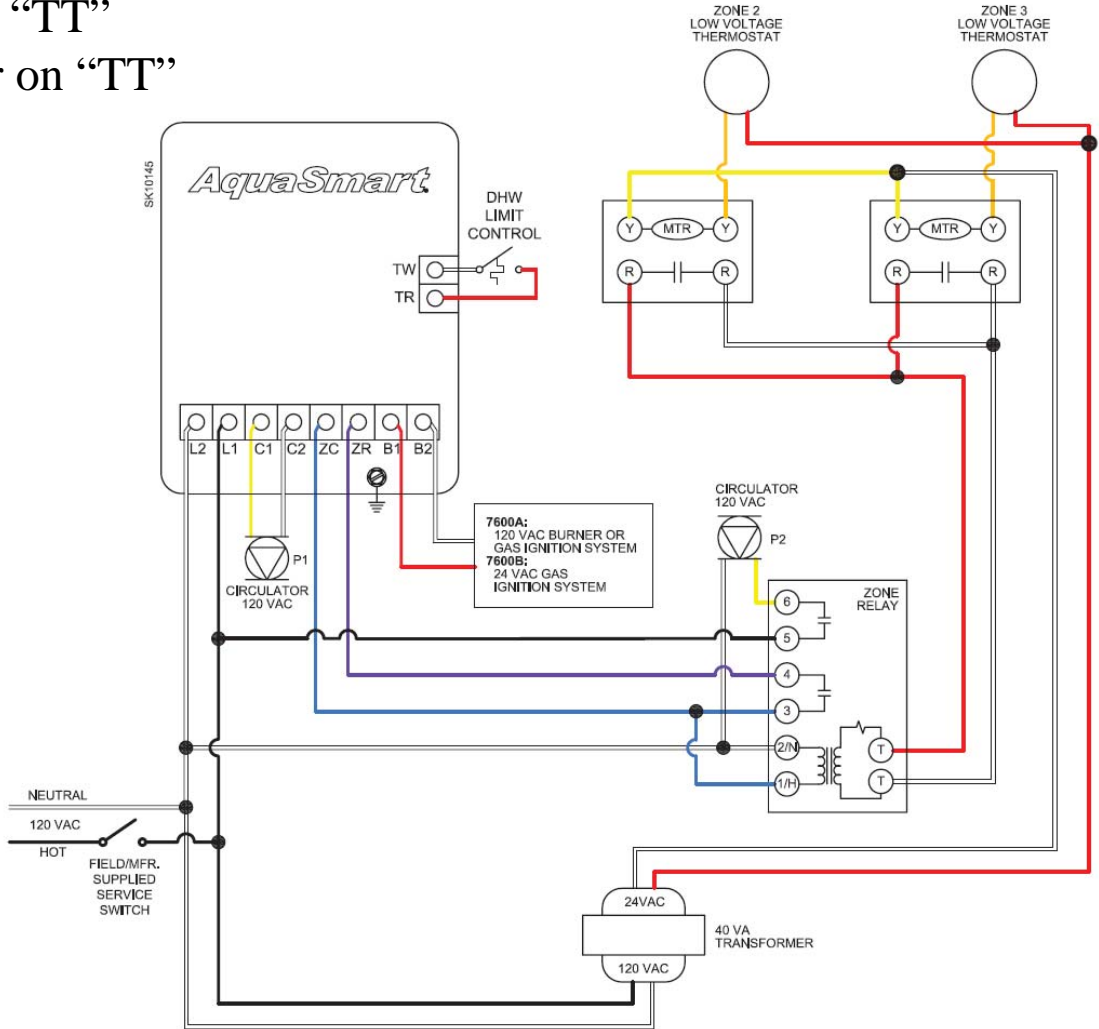 “TT”
r on “TT”
ZONE 2
LOW VOLTAGE
THERMOSTAT
ZONE 3
LOW VOLTAGE
THERMOSTAT
SK10145
AquaSmart
DHW
LIMIT
CONTROL
TW
TR
Y MTR Y
R R
Y MTR Y
R R
L2 L1 C1 C2 ZC ZR B1 B2
P1
CIRCULATOR
120 VAC
7600A:
120 VAC BURNER OR
GAS IGNITION SYSTEM
7600B:
24 VAC GAS
IGNITION SYSTEM
CIRCULATOR
120 VAC
P2
ZONE
RELAY
6
5
4
3
2/N
1/H
T
T
NEUTRAL
120 VAC
HOT
FIELD/MFR.
SUPPLIED
SERVICE
SWITCH
24VAC
40 VA
TRANSFORMER
120 VAC